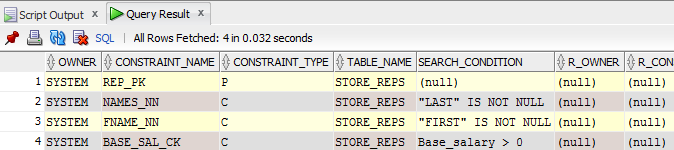 Script Output x Query Result x
SQL | All Rows Fetched: 4 in 0.032 seconds
OWNER CONSTRAINT_NAME CONSTRAINT_TYPE TABLE_NAME SEARCH_CONDITION R_OWNER R_CON
1 SYSTEM REP_PK P STORE_REPS (null) (null) (null)
2 SYSTEM NAMES_NN C STORE_REPS "LAST" IS NOT NULL (null) (null)
3 SYSTEM FNAME_NN C STORE_REPS "FIRST" IS NOT NULL (null) (null)
4 SYSTEM BASE_SAL_CK C STORE_REPS Base_salary > 0 (null) (null)